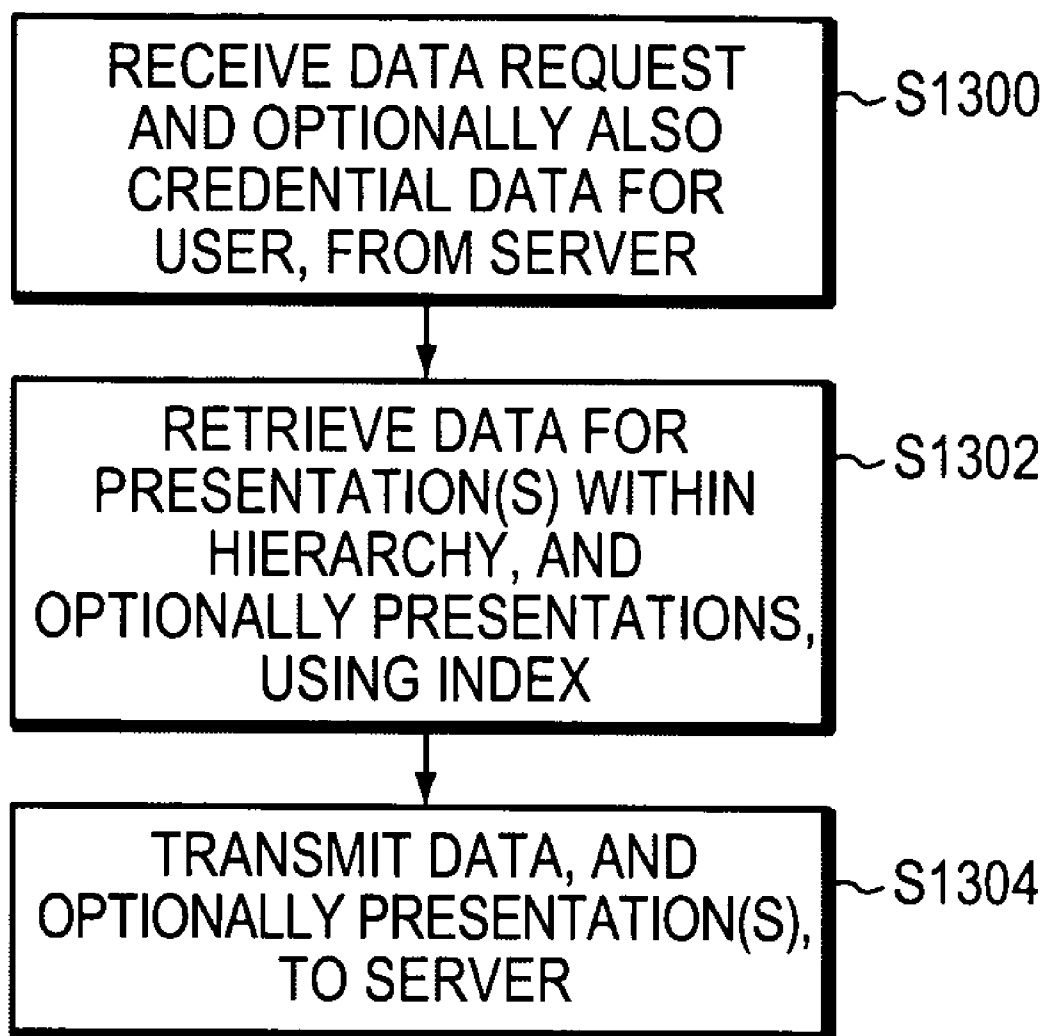 RECEIVE DATA REQUEST
AND OPTIONALLY ALSO
CREDENTIAL DATA FOR
USER, FROM SERVER
S1300
RETRIEVE DATA FOR
PRESENTATION(S) WITHIN
HIERARCHY, AND
OPTIONALLY PRESENTATIONS,
USING INDEX
S1302
TRANSMIT DATA, AND
OPTIONALLY PRESENTATION(S),
TO SERVER
S1304